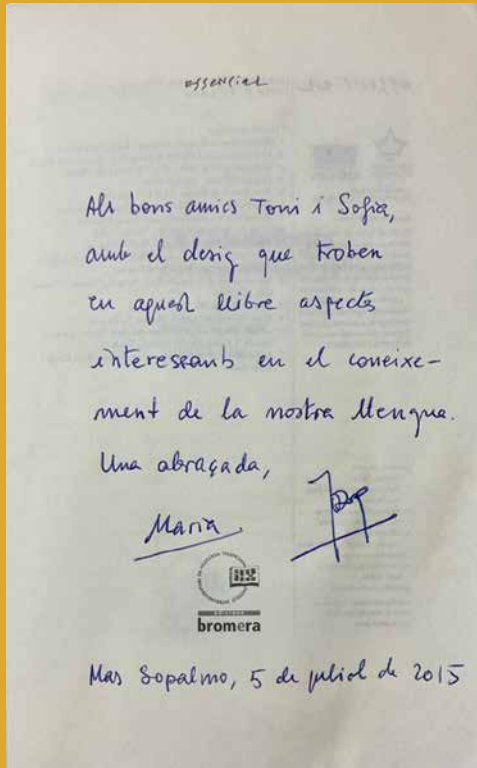 essencial
Als bons amics Toni i Sofia,
amb el desig que troben
en aquest llibre aspectes
interessants en el coneixe-
ment de la nostra llengua.
Una abraçada,
Maria
edicions
bromera
Mas Sopalmo, 5 de juliol de 2015